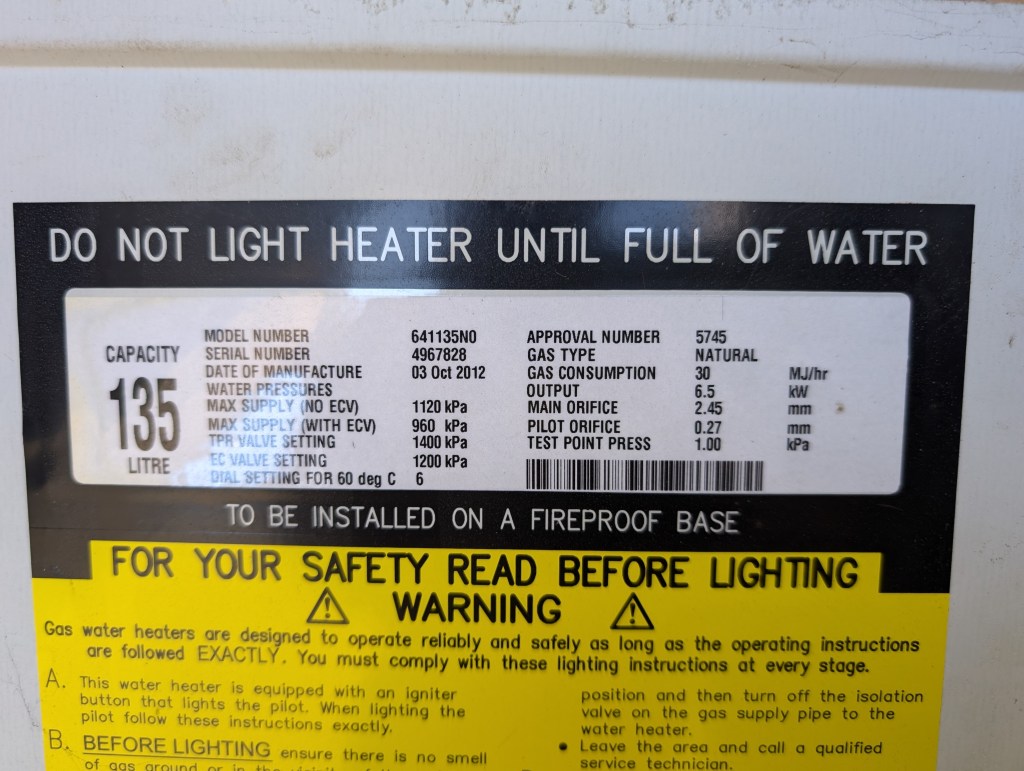 DO NOT LIGHT HEATER UNTIL FULL OF WATER
CAPACITY
135
LITRE
MODEL NUMBER 641135N0
SERIAL NUMBER 4967828
DATE OF MANUFACTURE 03 Oct 2012
WATER PRESSURES
MAX SUPPLY (NO ECV) 1120 kPa
MAX SUPPLY (WITH ECV) 960 kPa
TPR VALVE SETTING 1400 kPa
EC VALVE SETTING 1200 kPa
DIAL SETTING FOR 60 deg C 6
APPROVAL NUMBER 5745
GAS TYPE NATURAL
GAS CONSUMPTION 30 MJ/hr
OUTPUT 6.5 kW
MAIN ORIFICE 2.45 mm
PILOT ORIFICE 0.27 mm
TEST POINT PRESS 1.00 kPa
TO BE INSTALLED ON A FIREPROOF BASE
FOR YOUR SAFETY READ BEFORE LIGHTING
WARNING
Gas water heaters are designed to operate reliably and safely as long as the operating instructions
are followed EXACTLY. You must comply with these lighting instructions at every stage.
A. This water heater is equipped with an igniter
button that lights the pilot. When lighting the
pilot follow these instructions exactly.
B. BEFORE LIGHTING ensure there is no smell
of gas around or in the
position and then turn off the isolation
valve on the gas supply pipe to the
water heater.
• Leave the area and call a qualified
service technician.